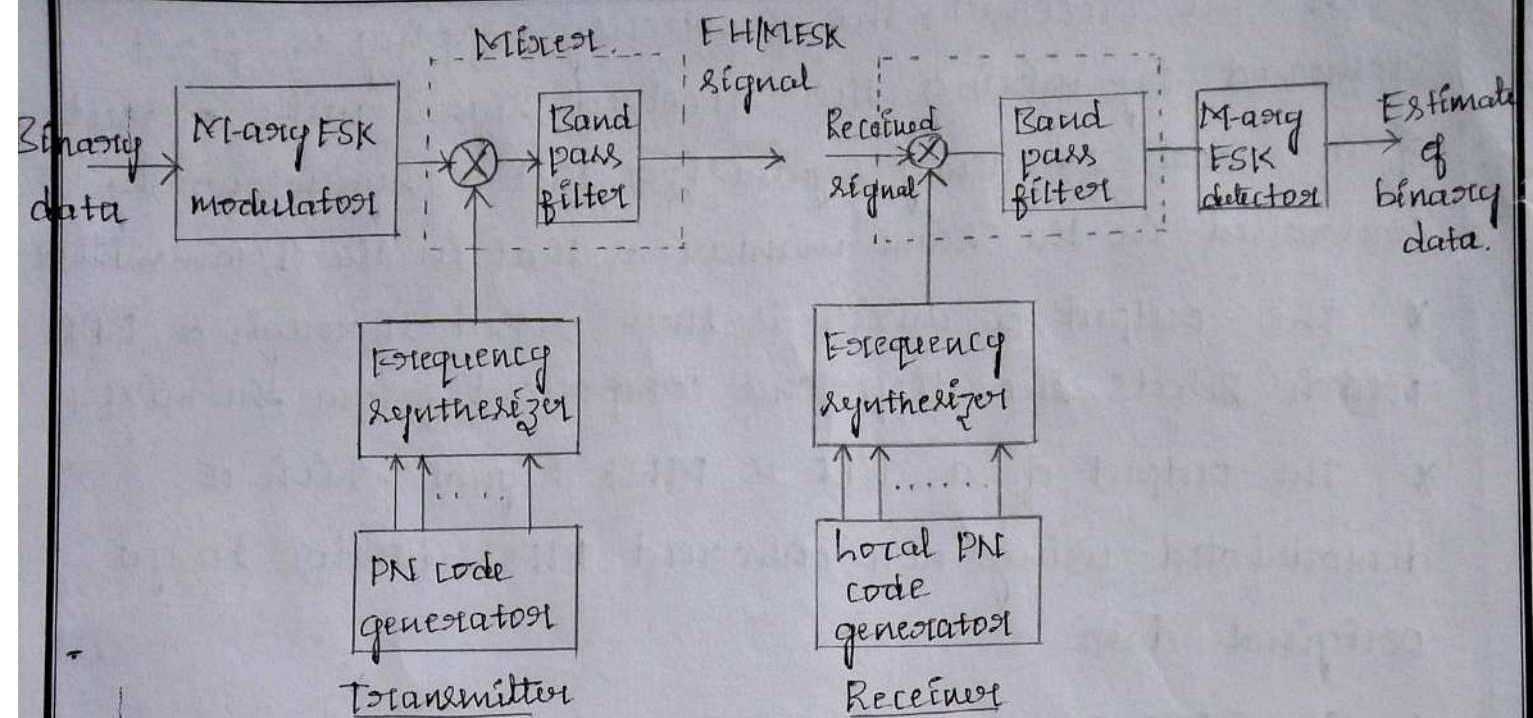 Mixer
FH/MFSK
signal
Binary
data
M-ary FSK
modulator
Band
pass
filter
Received
signal
Band
pass
filter
M-ary
FSK
detector
Estimate
of
binary
data.
Frequency
synthesizer
Frequency
synthesizer
.....
......
PN code
generator
Local PN
code
generator
Transmitter
Receiver